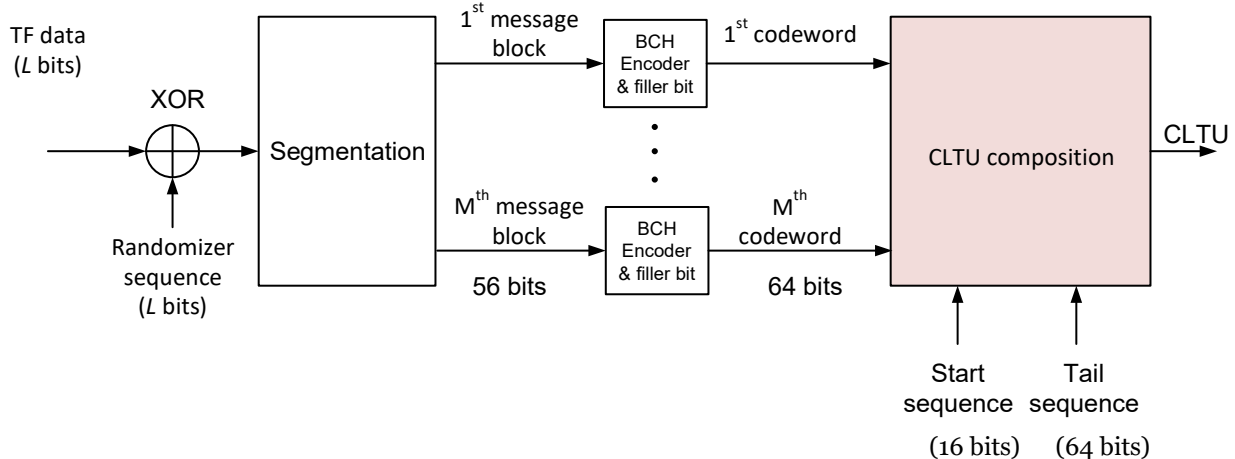 TF data
(L bits)
XOR
Randomizer
sequence
(L bits)
Segmentation
1st message
block
BCH
Encoder
& filler bit
1st codeword
Mth message
block
56 bits
BCH
Encoder
& filler bit
Mth
codeword
64 bits
CLTU composition
CLTU
Start
sequence
(16 bits)
Tail
sequence
(64 bits)